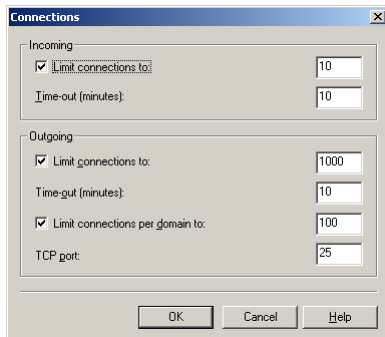 Connections
Incoming
Limit connections to: 10
Time-out (minutes): 10
Outgoing
Limit connections to: 1000
Time-out (minutes): 10
Limit connections per domain to: 100
TCP port: 25
OK Cancel Help